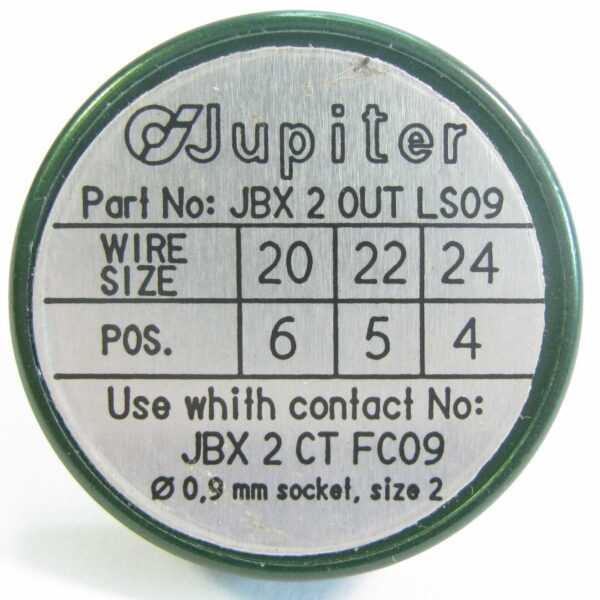 Jupiter
Part No: JBX 2 OUT LS09
WIRE SIZE 20 22 24
POS. 6 5 4
Use whith contact No:
JBX 2 CT FC09
Ø 0,9 mm socket, size 2